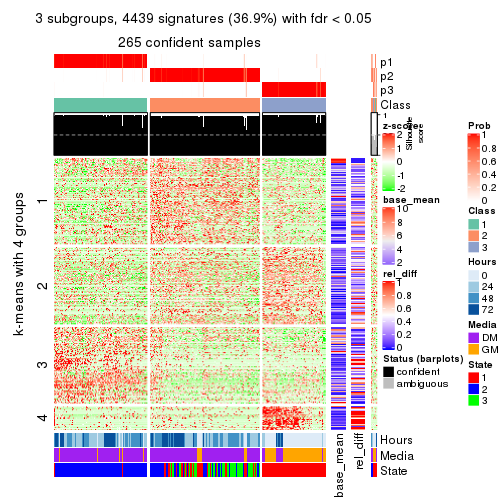 3 subgroups, 4439 signatures (36.9%) with fdr < 0.05
265 confident samples
p1
p2
p3
Class
1
Silhouette
score
k-means with 4 groups
1
2
3
4
Hours
Media
State
base_mean
rel_diff
z-score
2
1
0
-1
-2
base_mean
10
8
6
4
2
rel_diff
1
0.8
0.6
0.4
0.2
0
Status (barplots)
confident
ambiguous
Prob
1
0.8
0.6
0.4
0.2
0
Class
1
2
3
Hours
0
24
48
72
Media
DM
GM
State
1
2
3